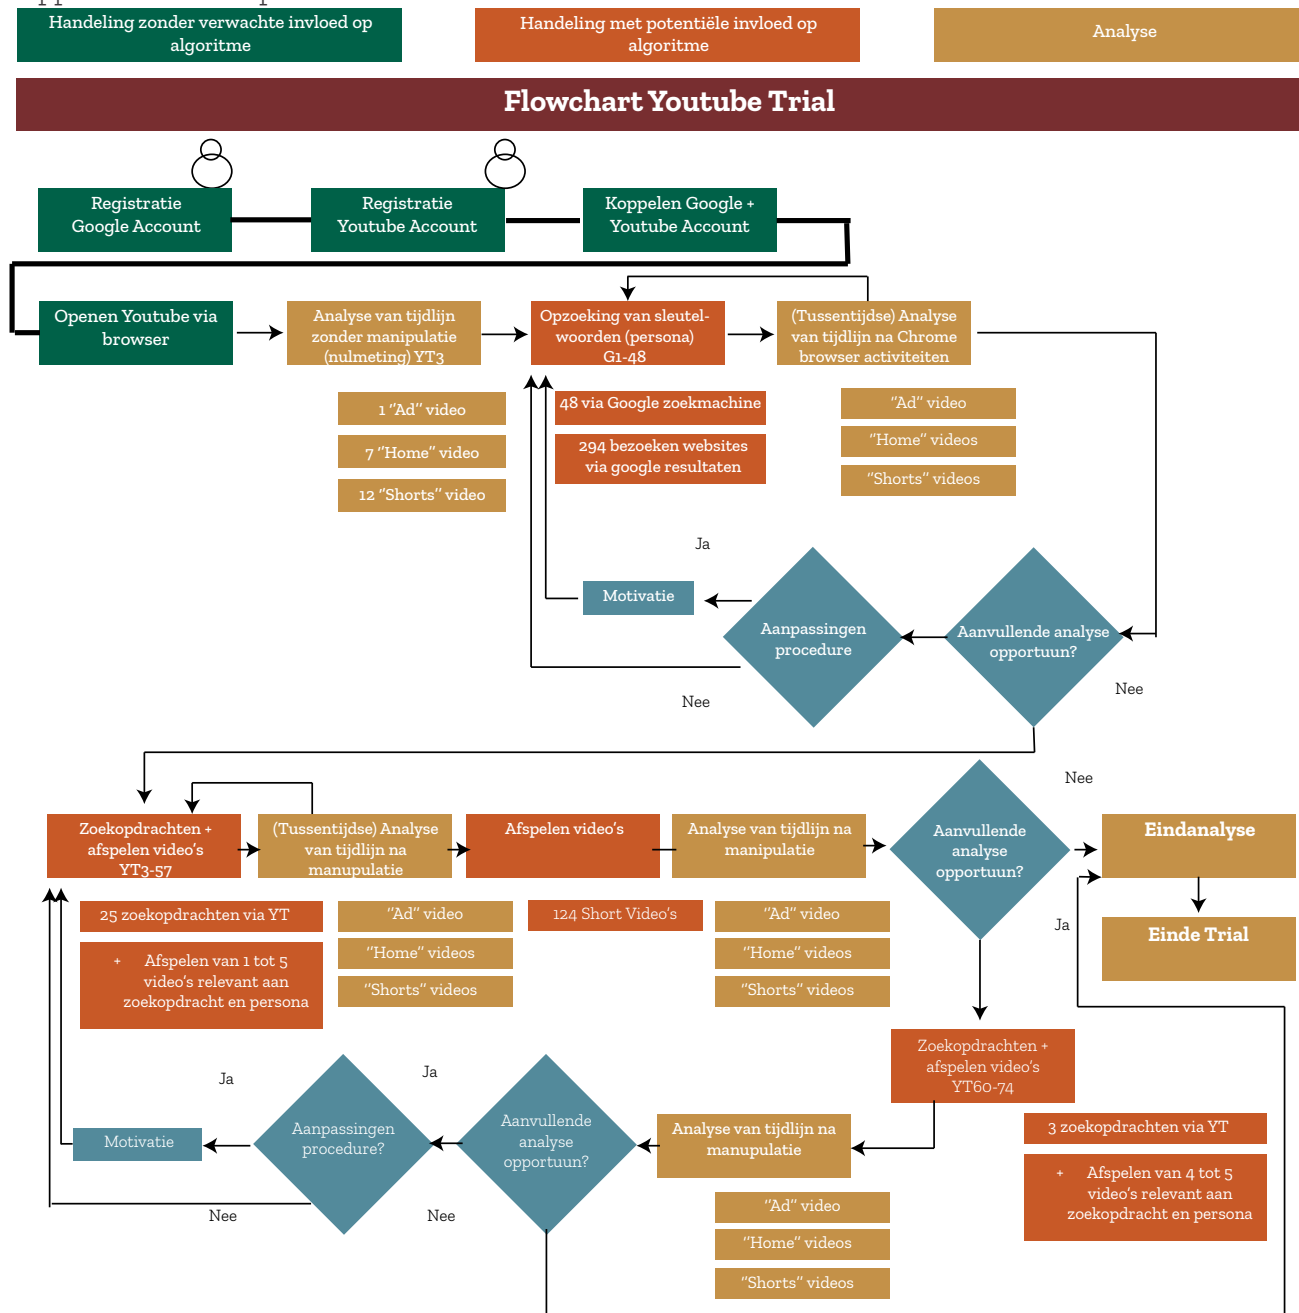 Handeling zonder verwachte invloed op
algoritme
Handeling met potentiële invloed op
algoritme
Analyse
Flowchart Youtube Trial
Registratie
Google Account
Registratie
Youtube Account
Koppelen Google +
Youtube Account
Openen Youtube via
browser
Analyse van tijdlijn
zonder manipulatie
(nulmeting) YT3
Opzoeking van sleutel-
woorden (persona)
G1-48
(Tussentijdse) Analyse
van tijdlijn na Chrome
browser activiteiten
1 "Ad" video
7 "Home" video
12 "Shorts" video
48 via Google zoekmachine
294 bezoeken websites
via google resultaten
"Ad" video
"Home" videos
"Shorts" videos
Ja
Motivatie
Aanpassingen
procedure
Aanvullende analyse
opportuun?
Nee
Nee
Nee
Zoekopdrachten +
afspelen video's
YT3-57
(Tussentijdse) Analyse
van tijdlijn na
manupulatie
Afspelen video's
Analyse van tijdlijn na
manipulatie
Aanvullende
analyse
opportuun?
Eindanalyse
25 zoekopdrachten via YT
+ Afspelen van 1 tot 5
video's relevant aan
zoekopdracht en persona
"Ad" video
"Home" videos
"Shorts" videos
124 Short Video's
"Ad" video
"Home" videos
"Shorts" videos
Ja
Einde Trial
Zoekopdrachten +
afspelen video's
YT60-74
Ja
Ja
Motivatie
Aanpassingen
procedure?
Aanvullende
analyse
opportuun?
Analyse van tijdlijn na
manupulatie
3 zoekopdrachten via YT
+ Afspelen van 4 tot 5
video's relevant aan
zoekopdracht en persona
Nee
Nee
"Ad" video
"Home" videos
"Shorts" videos